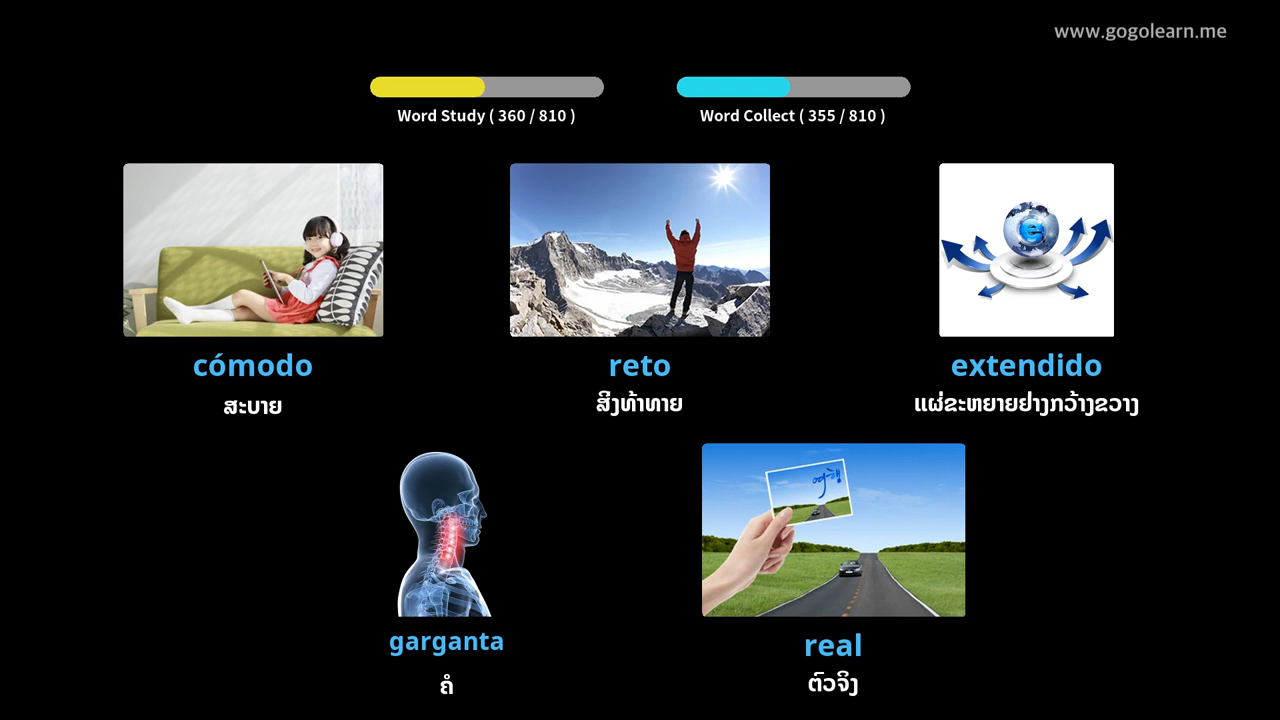 www.gogolearn.me
Word Study ( 360 / 810 )
Word Collect ( 355 / 810 )
cómodo
ສະບາຍ
reto
ສິງທ້າທາຍ
extendido
ແຜ່ຂະຫຍາຍຢ່າງກວ້າງຂວາງ
e
여행
garganta
ຄໍ
real
ຕົວຈິງ